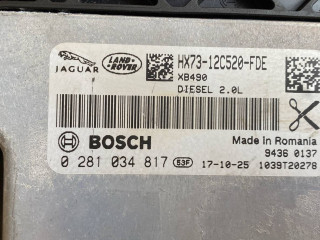 JAGUAR
LAND-
ROVER
HX73-12C520-FDE
XB490
DIESEL 2.0L
BOSCH
Made in Romania
9436 0137
0 281 034 817 53F 17-10-25 1039T20278